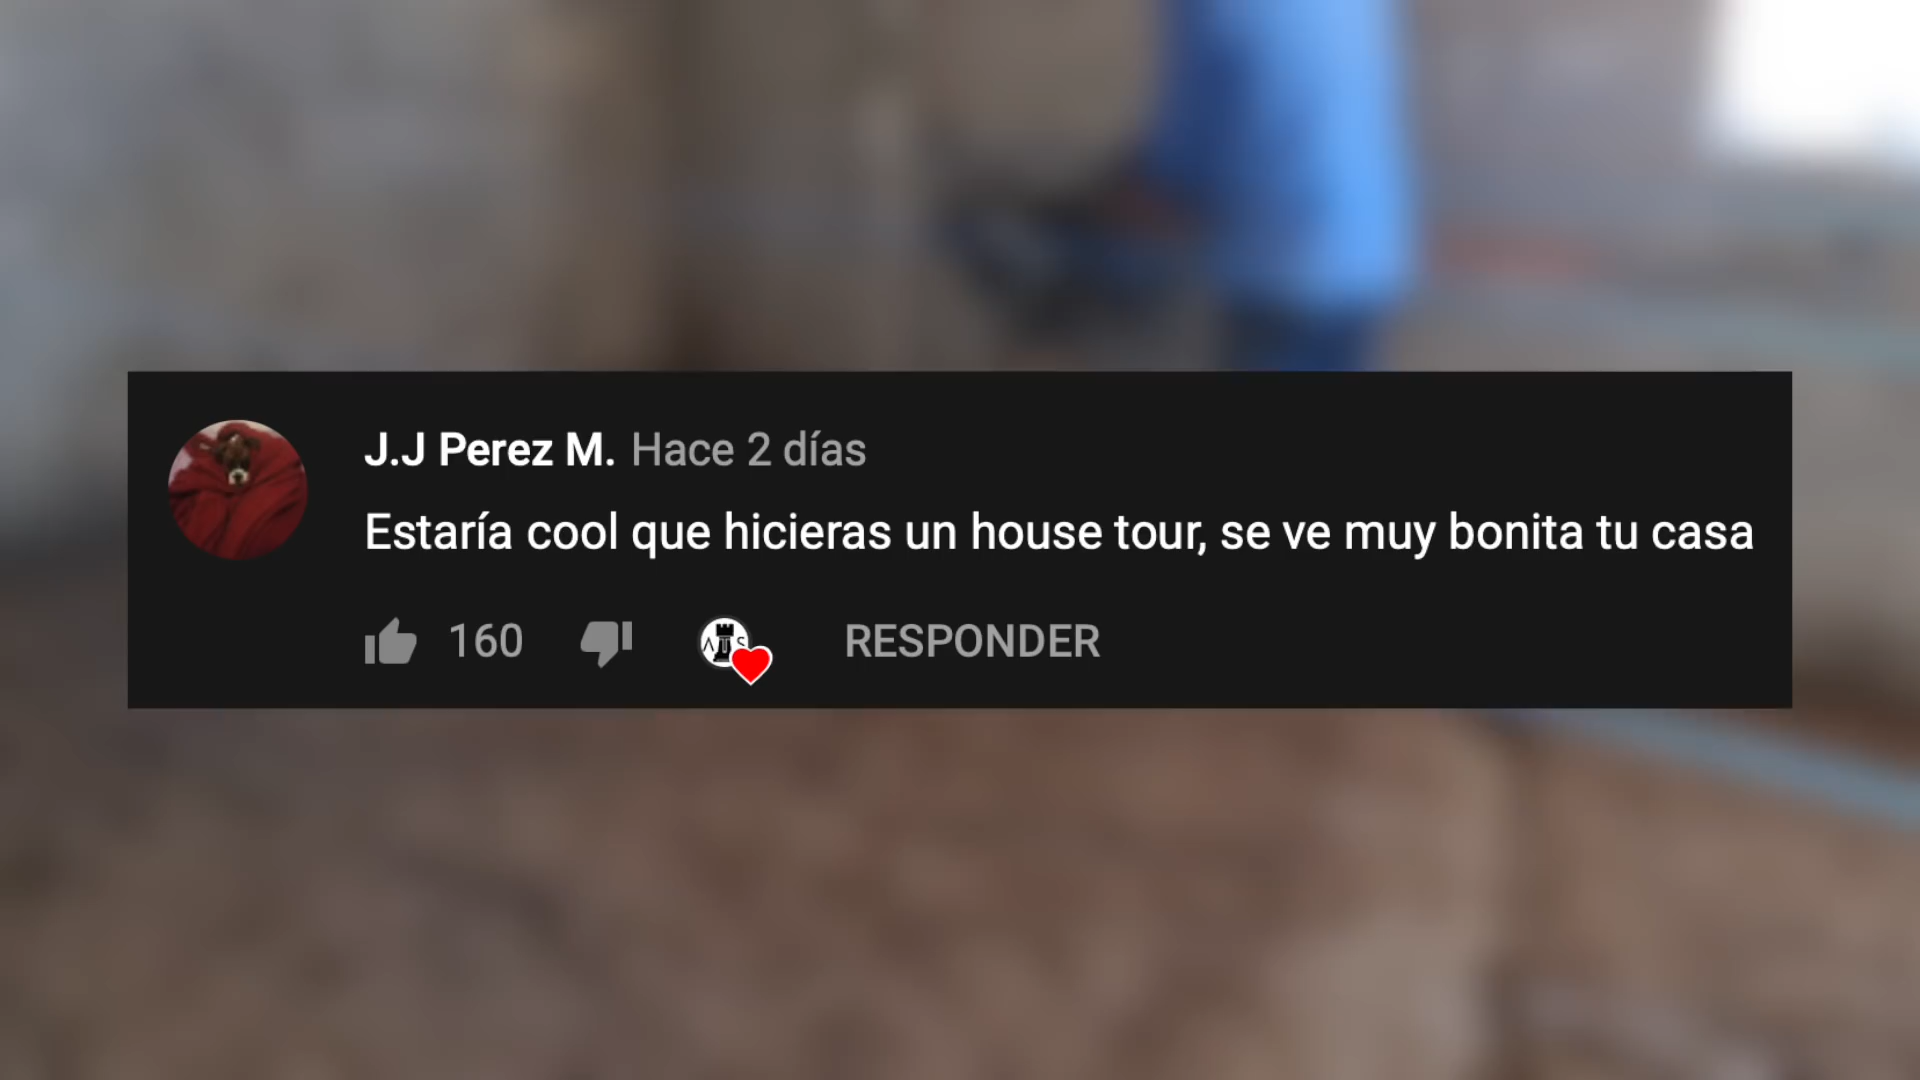 J.J Perez M. Hace 2 días
Estaría cool que hicieras un house tour, se ve muy bonita tu casa
160 RESPONDER